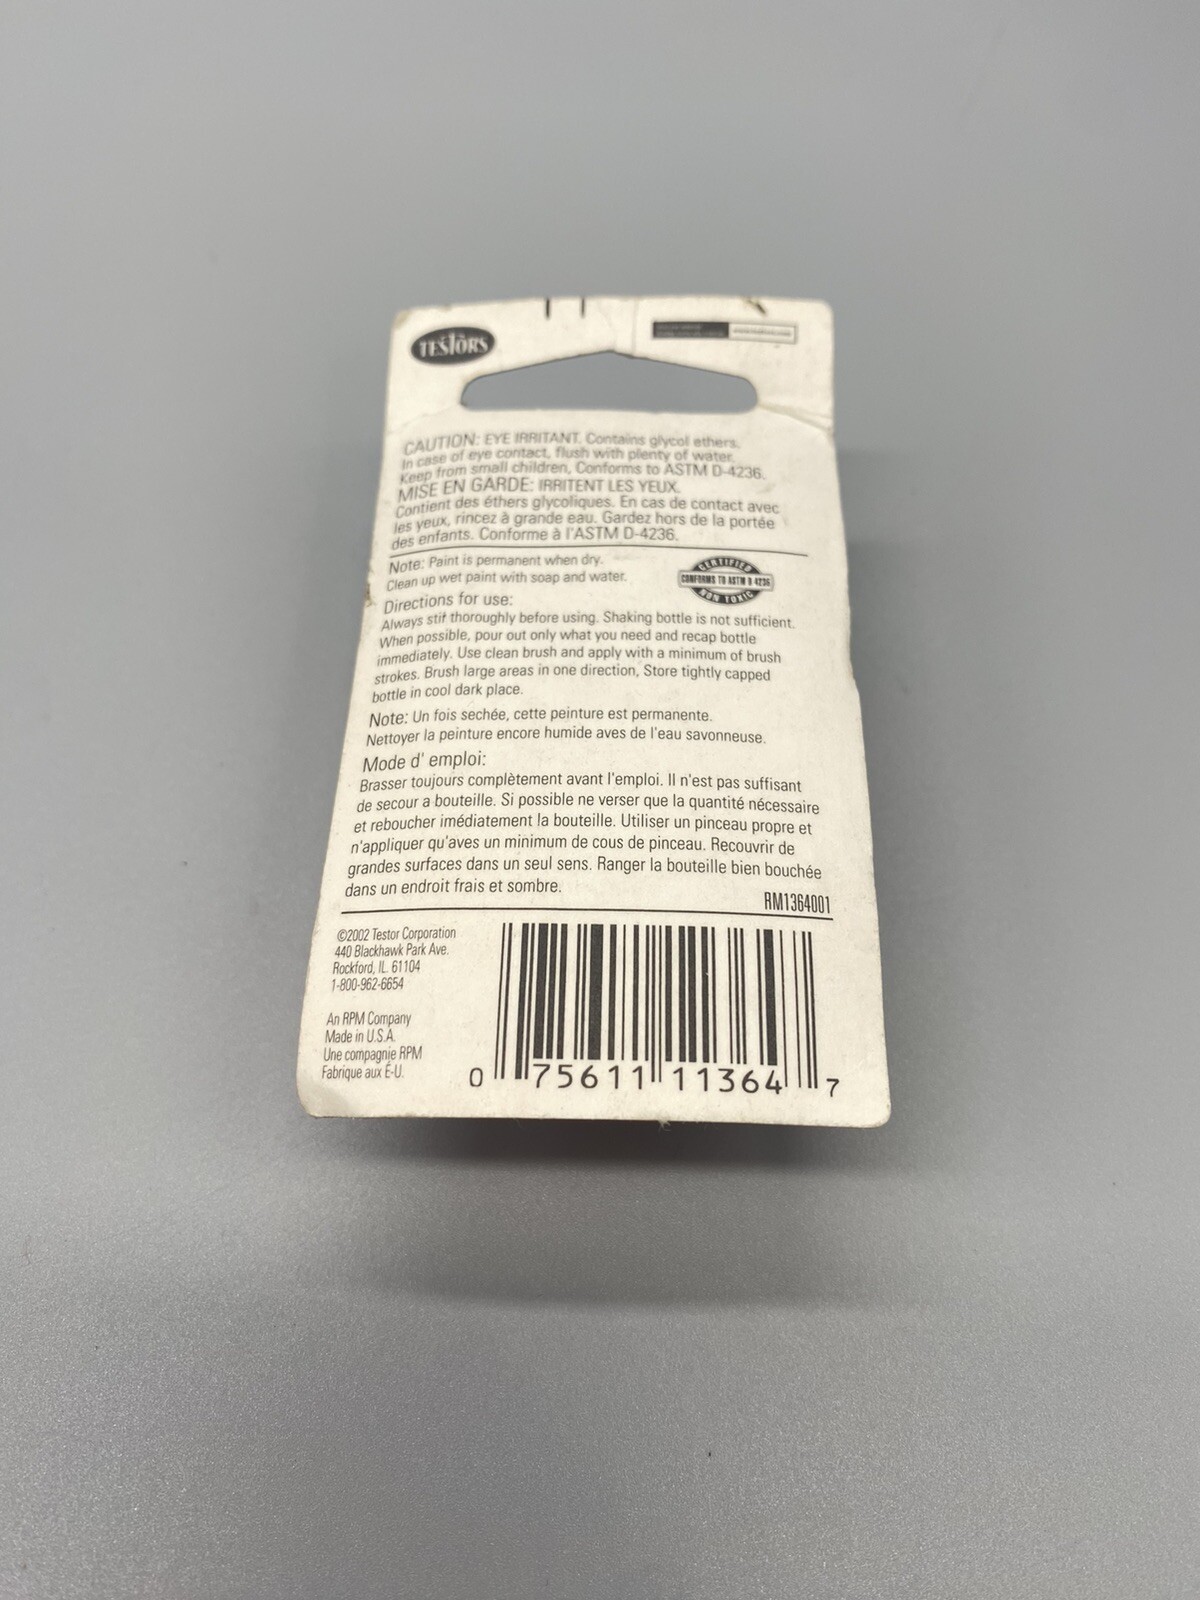 TESTORS
CAUTION: EYE IRRITANT. Contains glycol ethers.
In case of eye contact, flush with plenty of water.
Keep from small children, Conforms to ASTM D-4236.
MISE EN GARDE: IRRITENT LES YEUX.
Contient des éthers glycoliques. En cas de contact avec
les yeux, rincez à grande eau. Gardez hors de la portée
des enfants. Conforme à l'ASTM D-4236.
Note: Paint is permanent when dry.
Clean up wet paint with soap and water.
CERTIFIED
CONFORMS TO ASTM D 4236
NON TOXIC
Directions for use:
Always stif thoroughly before using. Shaking bottle is not sufficient.
When possible, pour out only what you need and recap bottle
immediately. Use clean brush and apply with a minimum of brush
strokes. Brush large areas in one direction, Store tightly capped
bottle in cool dark place.
Note: Un fois sechée, cette peinture est permanente.
Nettoyer la peinture encore humide aves de l'eau savonneuse.
Mode d' emploi:
Brasser toujours complètement avant l'emploi. Il n'est pas suffisant
de secour a bouteille. Si possible ne verser que la quantité nécessaire
et reboucher imédiatement la bouteille. Utiliser un pinceau propre et
n'appliquer qu'aves un minimum de cous de pinceau. Recouvrir de
grandes surfaces dans un seul sens. Ranger la bouteille bien bouchée
dans un endroit frais et sombre.
RM1364001
©2002 Testor Corporation
440 Blackhawk Park Ave.
Rockford, IL. 61104
1-800-962-6654
An RPM Company
Made in U.S.A.
Une compagnie RPM
Fabrique aux É-U.
0 75611 11364 7